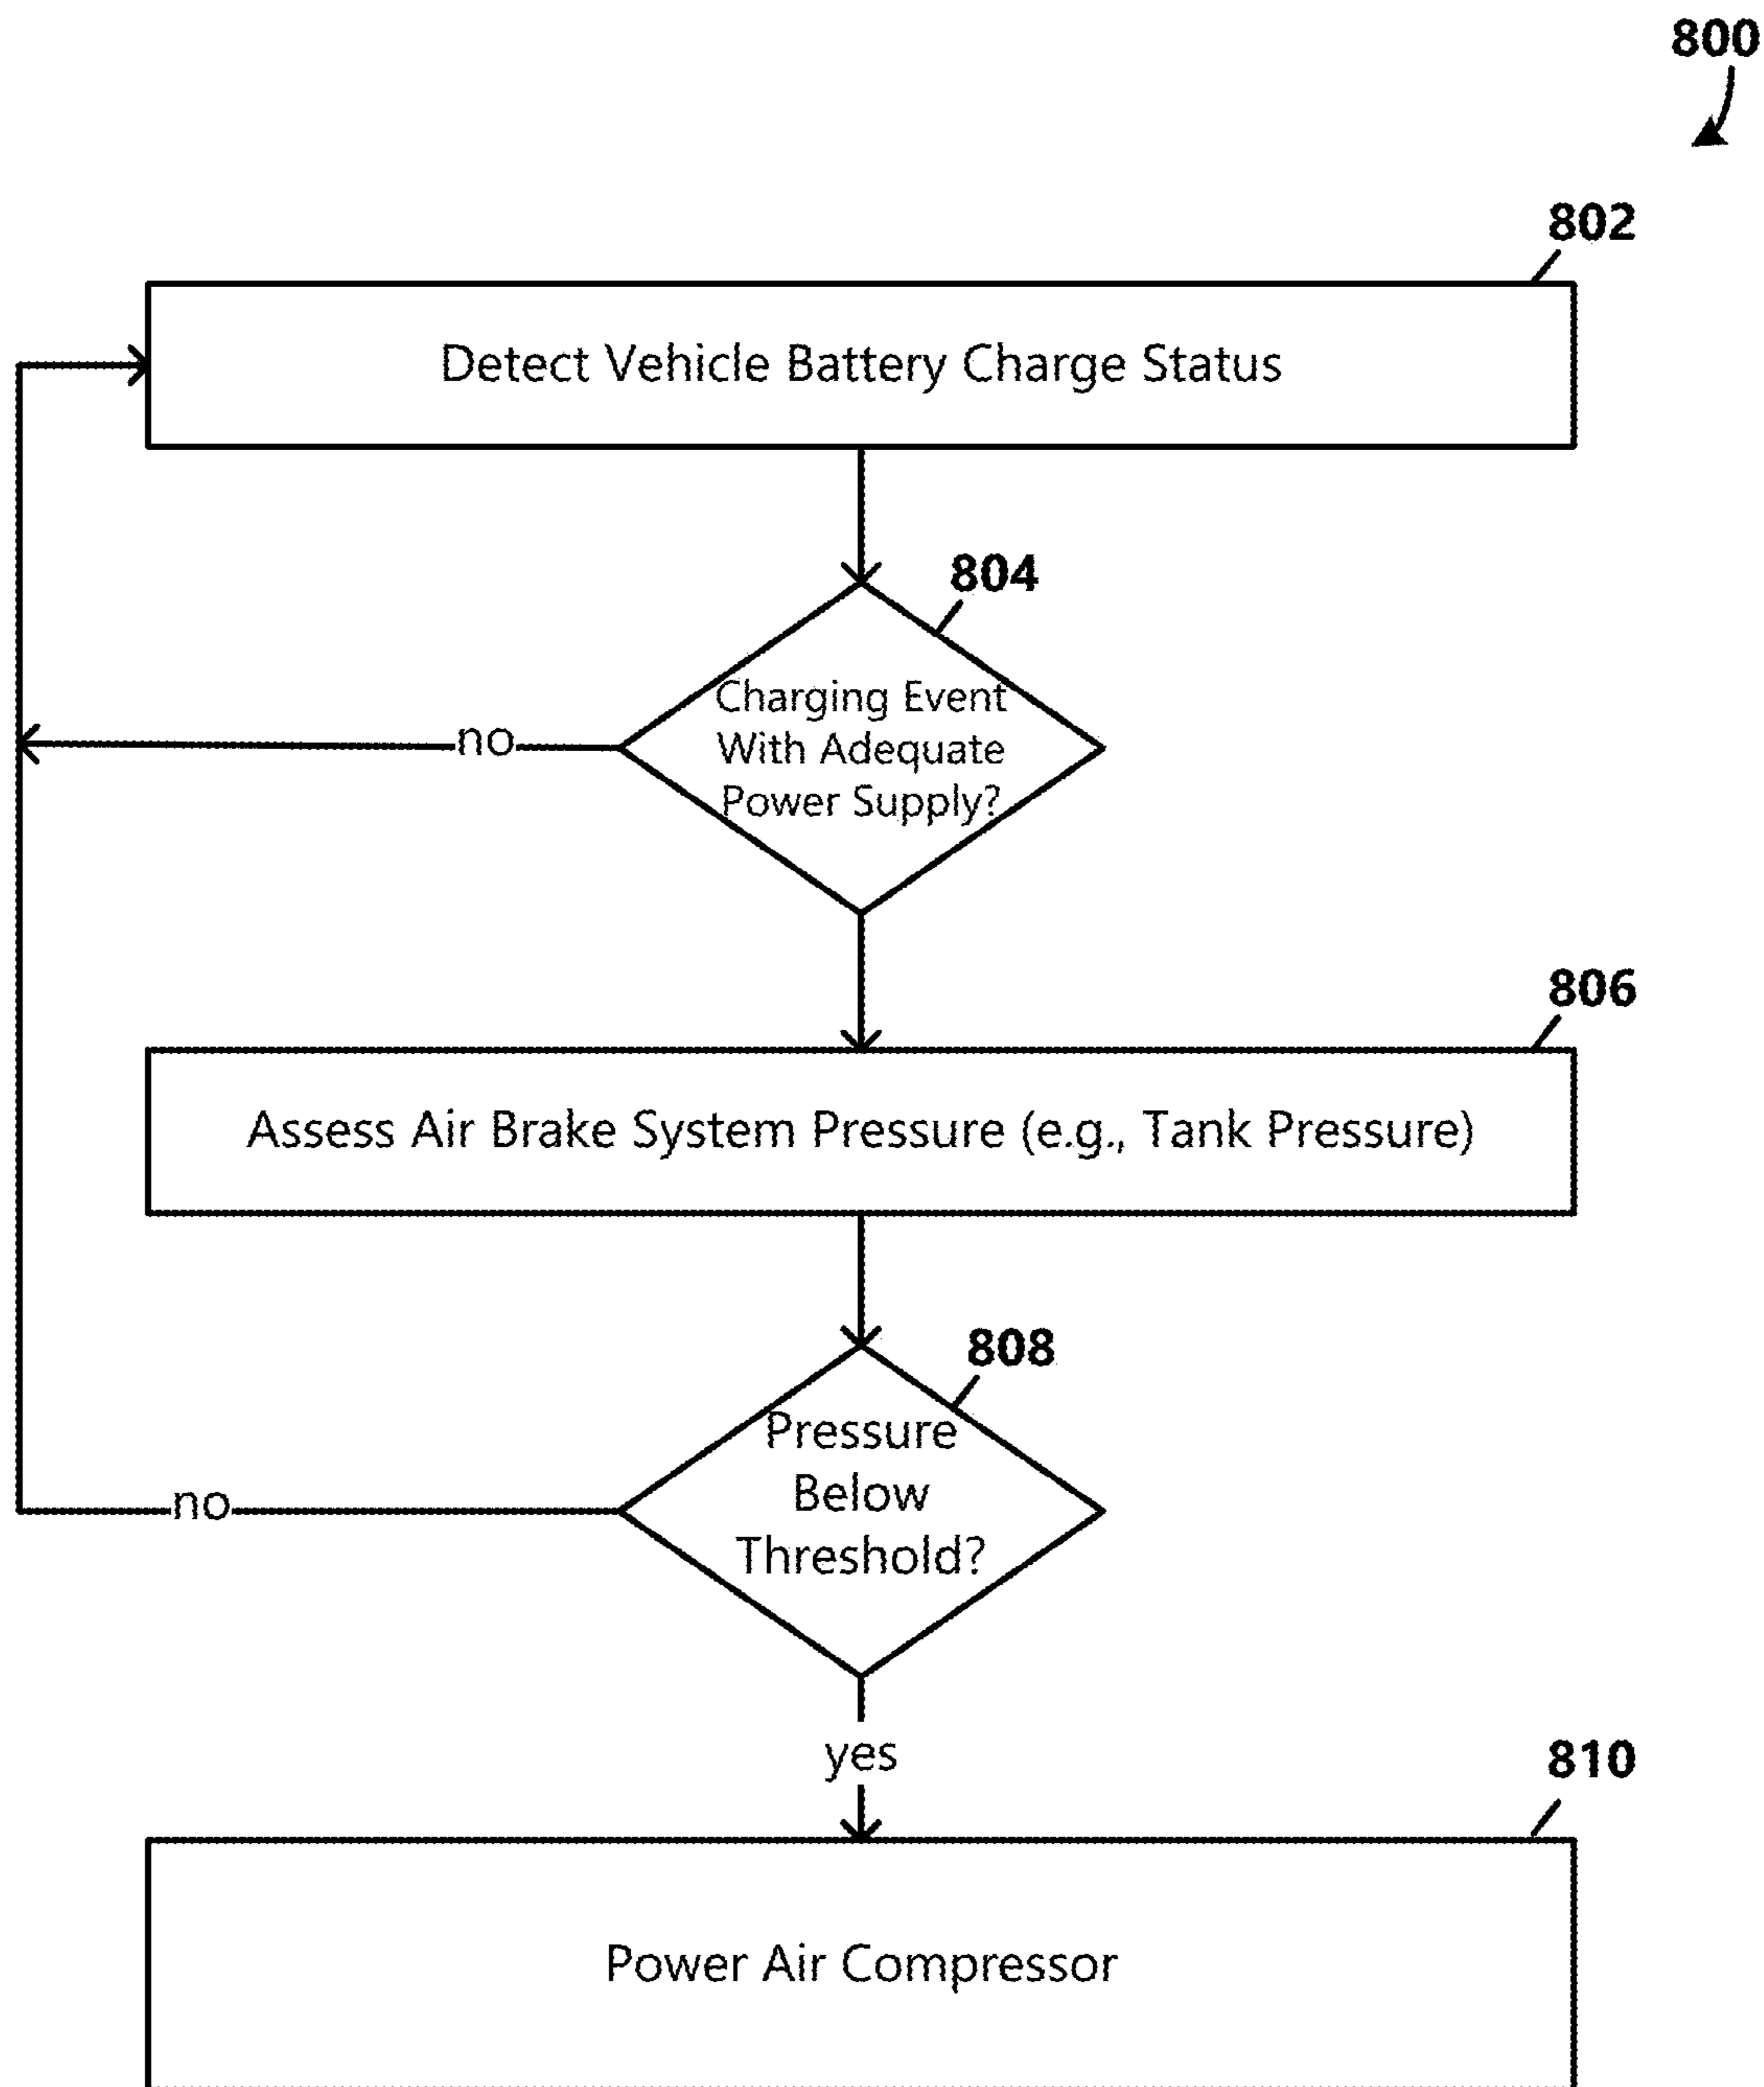 800
802
Detect Vehicle Battery Charge Status
804
Charging Event
With Adequate
Power Supply?
no
806
Assess Air Brake System Pressure (e.g., Tank Pressure)
808
Pressure
Below
Threshold?
no
yes
810
Power Air Compressor